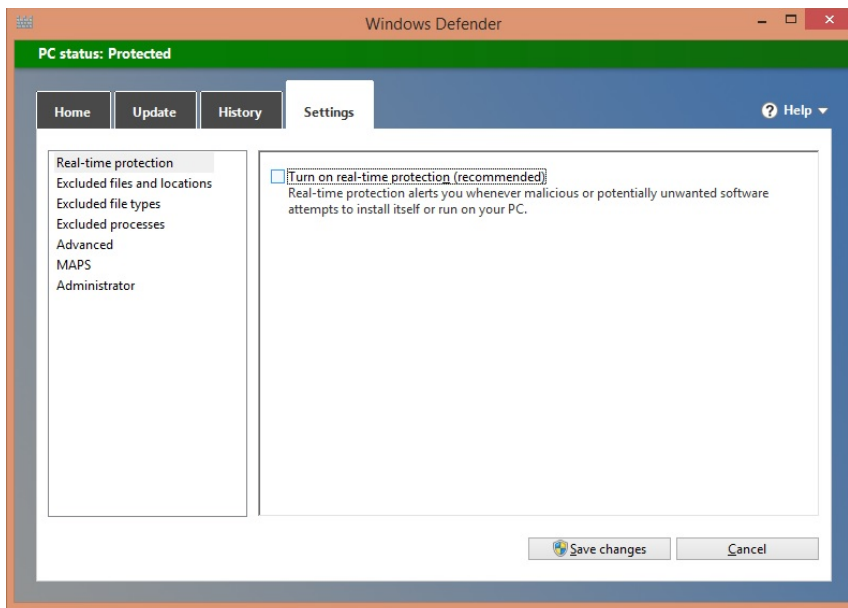 Windows Defender
PC status: Protected
Home
Update
History
Settings
Help
Real-time protection
Excluded files and locations
Excluded file types
Excluded processes
Advanced
MAPS
Administrator
Turn on real-time protection (recommended)
Real-time protection alerts you whenever malicious or potentially unwanted software
attempts to install itself or run on your PC.
Save changes
Cancel